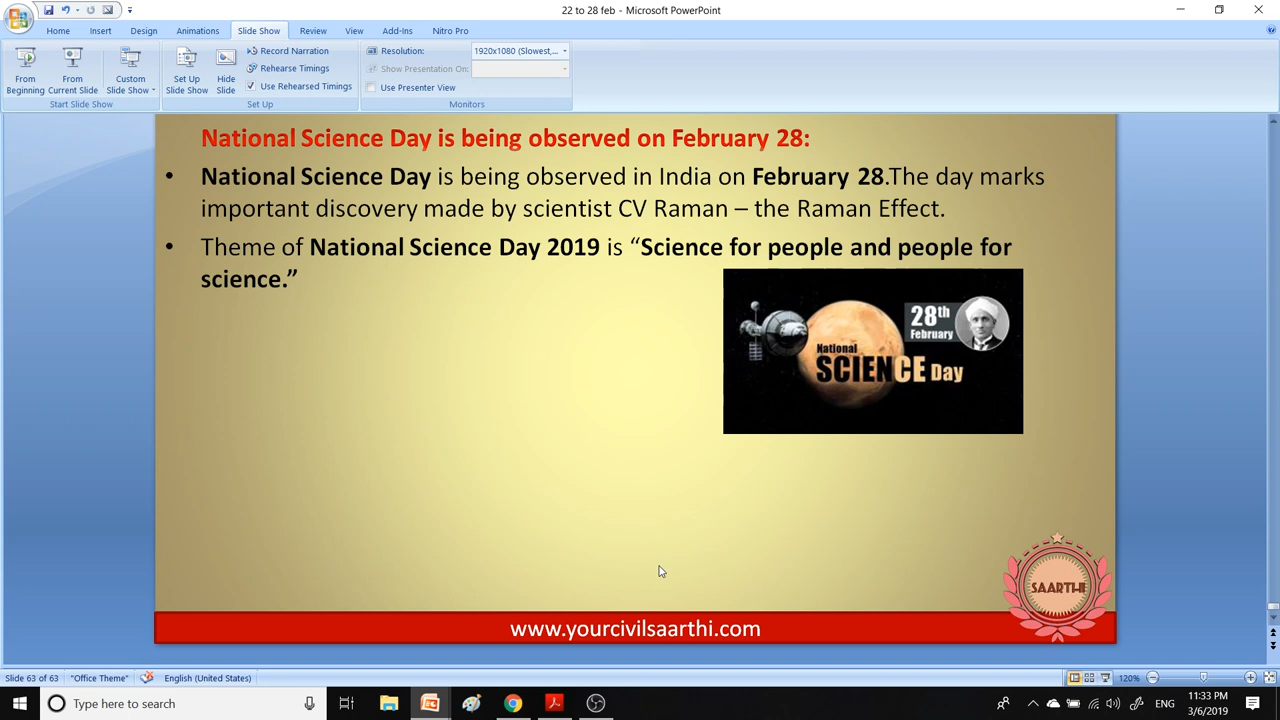 22 to 28 feb - Microsoft PowerPoint
Home Insert Design Animations Slide Show Review View Add-Ins Nitro Pro
From Beginning
From Current Slide
Custom Slide Show
Start Slide Show
Set Up Slide Show
Hide Slide
Record Narration
Rehearse Timings
Use Rehearsed Timings
Set Up
Resolution: 1920x1080 (Slowest,...
Show Presentation On:
Use Presenter View
Monitors
National Science Day is being observed on February 28:
• National Science Day is being observed in India on February 28.The day marks
important discovery made by scientist CV Raman – the Raman Effect.
• Theme of National Science Day 2019 is “Science for people and people for
science.”
28th
February
National
SCIENCE Day
SAARTHI
www.yourcivilsaarthi.com
Slide 63 of 63 "Office Theme" English (United States) 120%
Type here to search
ENG
11:33 PM
3/6/2019